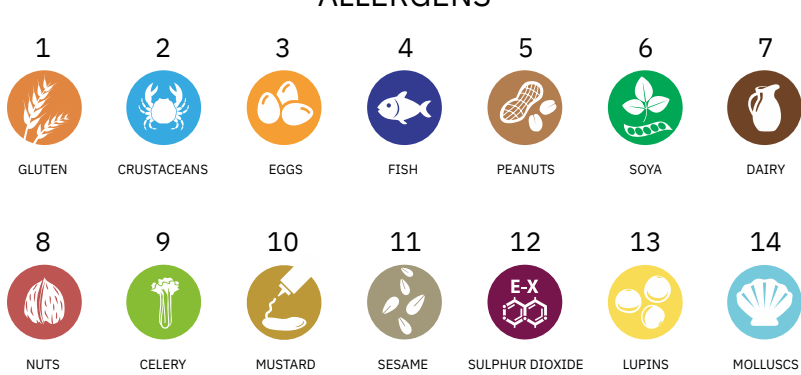 ALLERGENS
1 2 3 4 5 6 7
GLUTEN CRUSTACEANS EGGS FISH PEANUTS SOYA DAIRY
8 9 10 11 12 13 14
E-X
NUTS CELERY MUSTARD SESAME SULPHUR DIOXIDE LUPINS MOLLUSCS